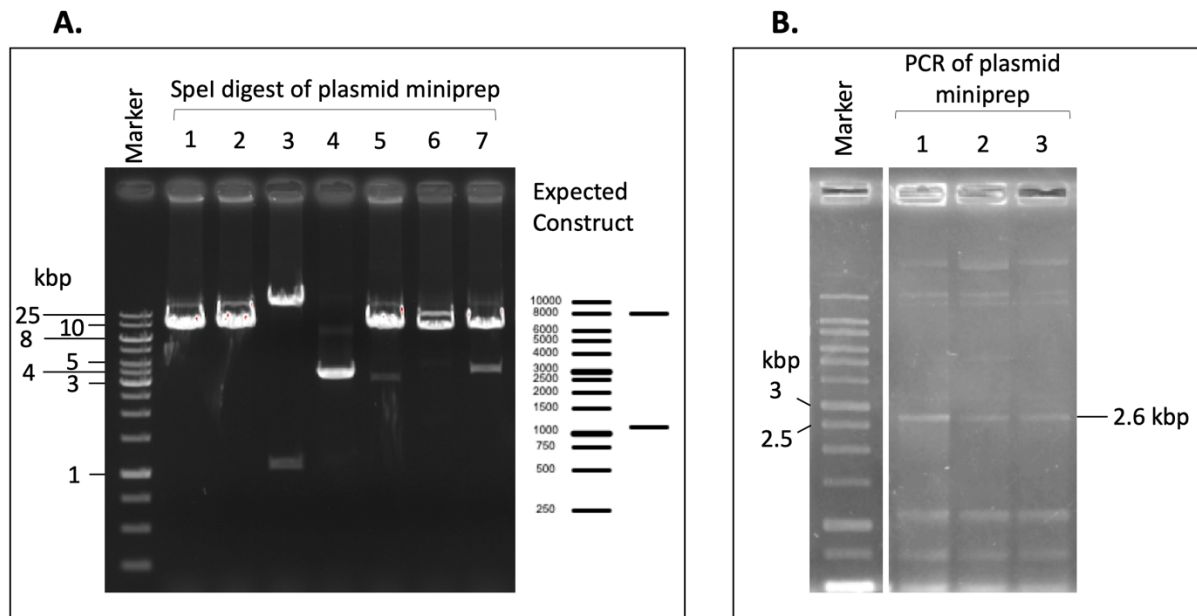 A.
SpeI digest of plasmid miniprep
Marker
1 2 3 4 5 6 7
Expected
Construct
kbp
25
10
8
5
4
3
1
10000
8000
6000
5000
4000
3000
2500
2000
1500
1000
750
500
250
B.
PCR of plasmid
miniprep
Marker
1 2 3
kbp
3
2.5
2.6 kbp